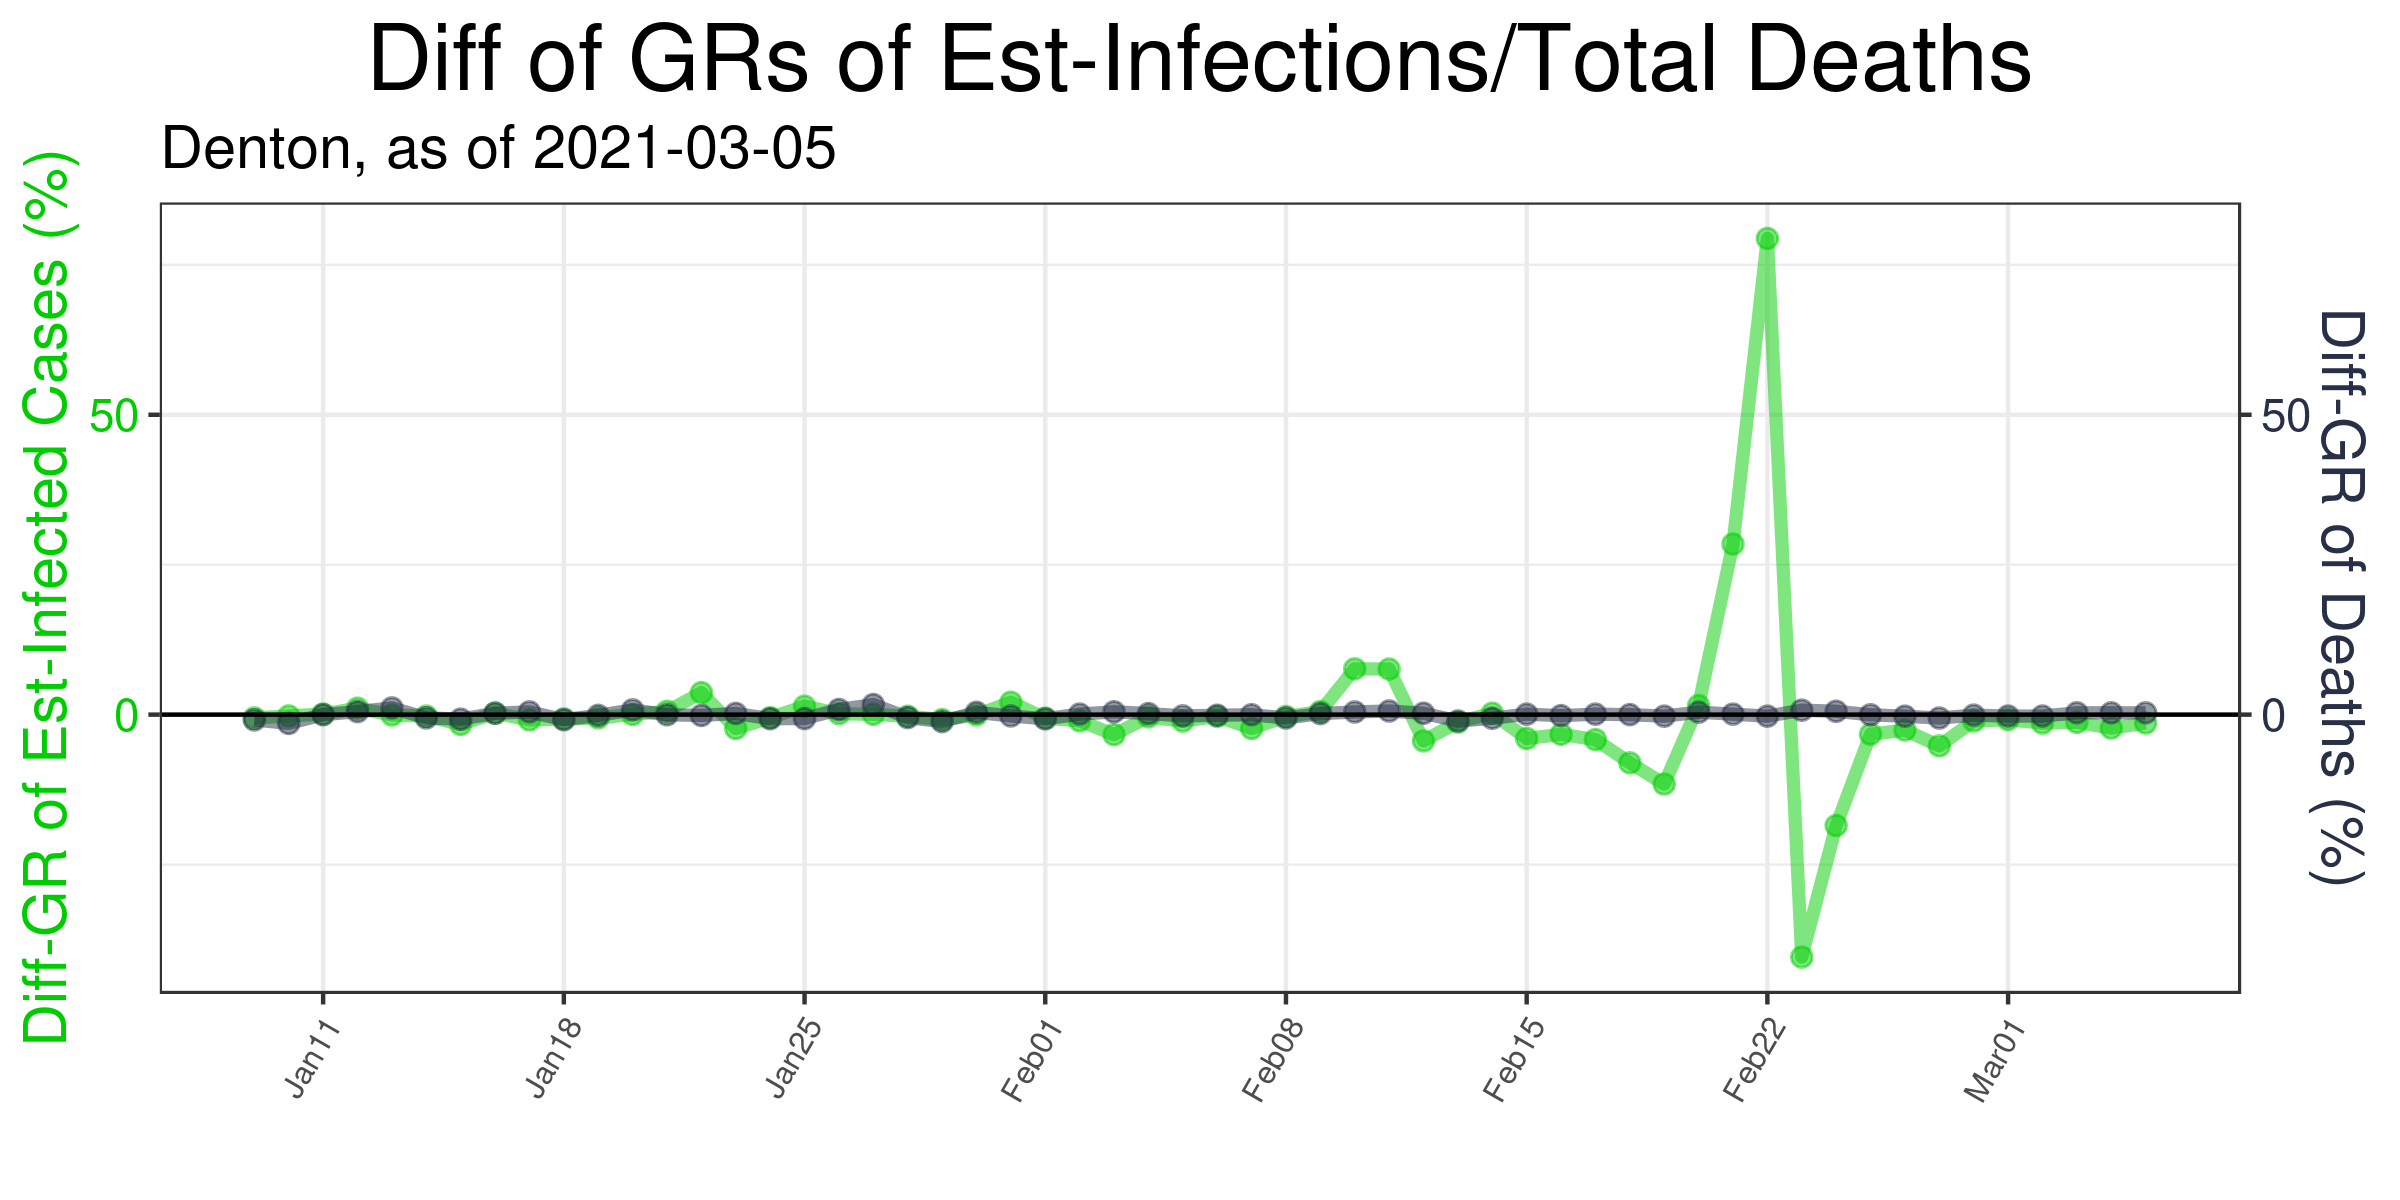 Diff of GRs of Est-Infections/Total Deaths
Denton, as of 2021-03-05
Diff-GR of Est-Infected Cases (%)
50
0
50
0
Diff-GR of Deaths (%)
Jan11
Jan18
Jan25
Feb01
Feb08
Feb15
Feb22
Mar01